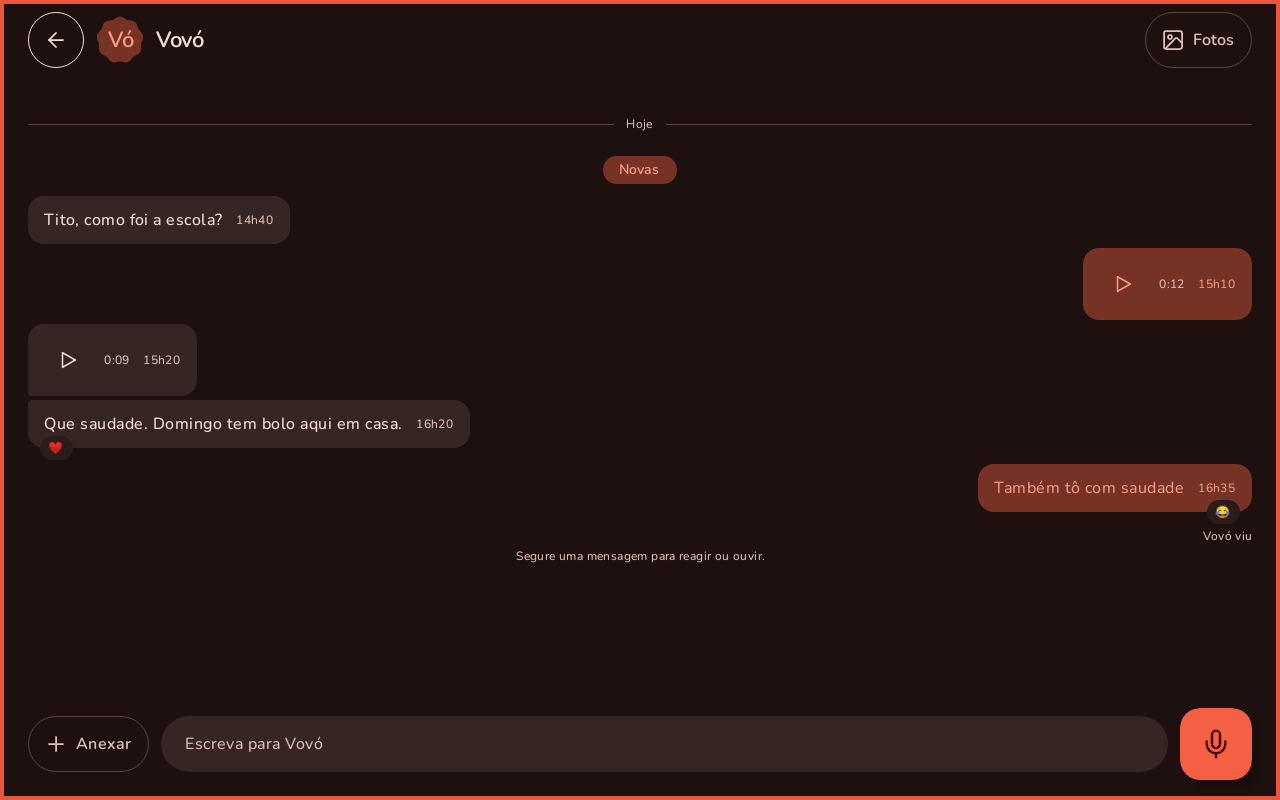 Vó Vovó
Fotos
Hoje
Novas
Tito, como foi a escola? 14h40
0:12 15h10
0:09 15h20
Que saudade. Domingo tem bolo aqui em casa. 16h20
Também tô com saudade 16h35
Vovó viu
Segure uma mensagem para reagir ou ouvir.
Anexar
Escreva para Vovó